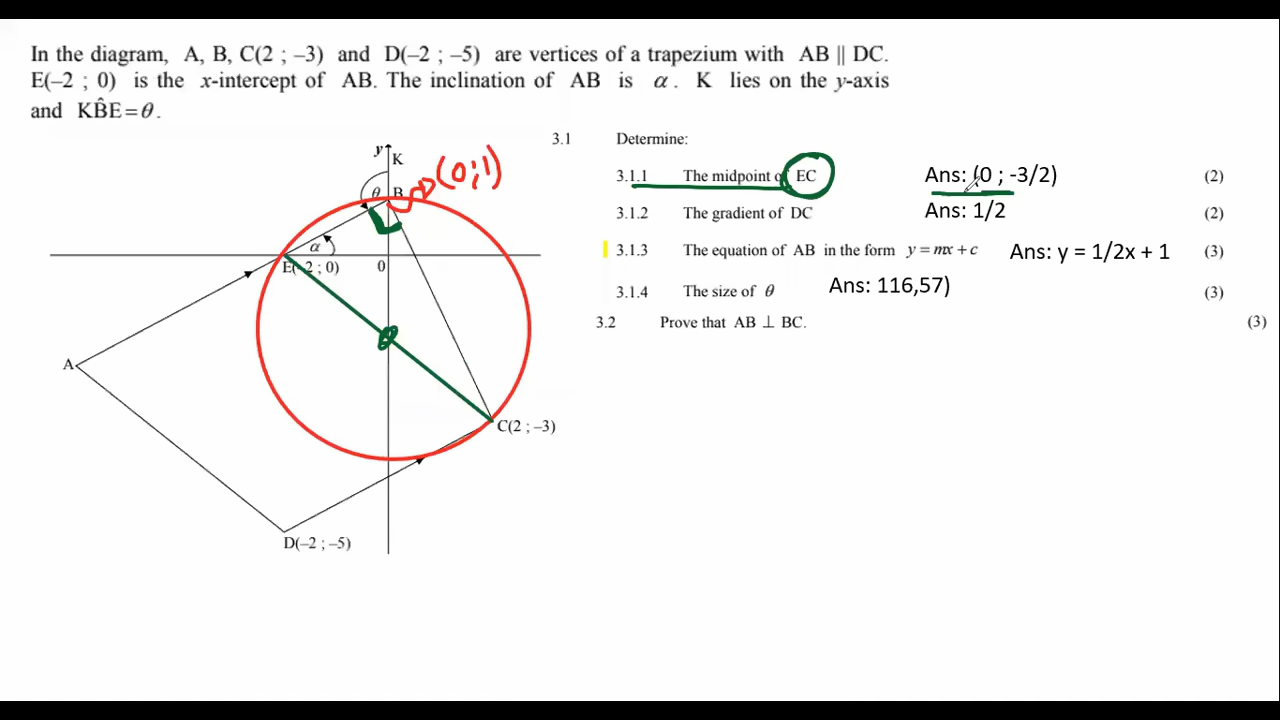 In the diagram, A, B, C(2 ; –3) and D(–2 ; –5) are vertices of a trapezium with AB || DC.
E(–2 ; 0) is the x-intercept of AB. The inclination of AB is α. K lies on the y-axis
and KB̂E = θ.
3.1 Determine:
3.1.1 The midpoint of EC Ans: (0 ; -3/2) (2)
3.1.2 The gradient of DC Ans: 1/2 (2)
3.1.3 The equation of AB in the form y = mx + c Ans: y = 1/2x + 1 (3)
3.1.4 The size of θ Ans: 116,57) (3)
3.2 Prove that AB ⊥ BC. (3)
y
K
(0;1)
θ
B
α
E(–2 ; 0)
0
A
C(2 ; –3)
D(–2 ; –5)